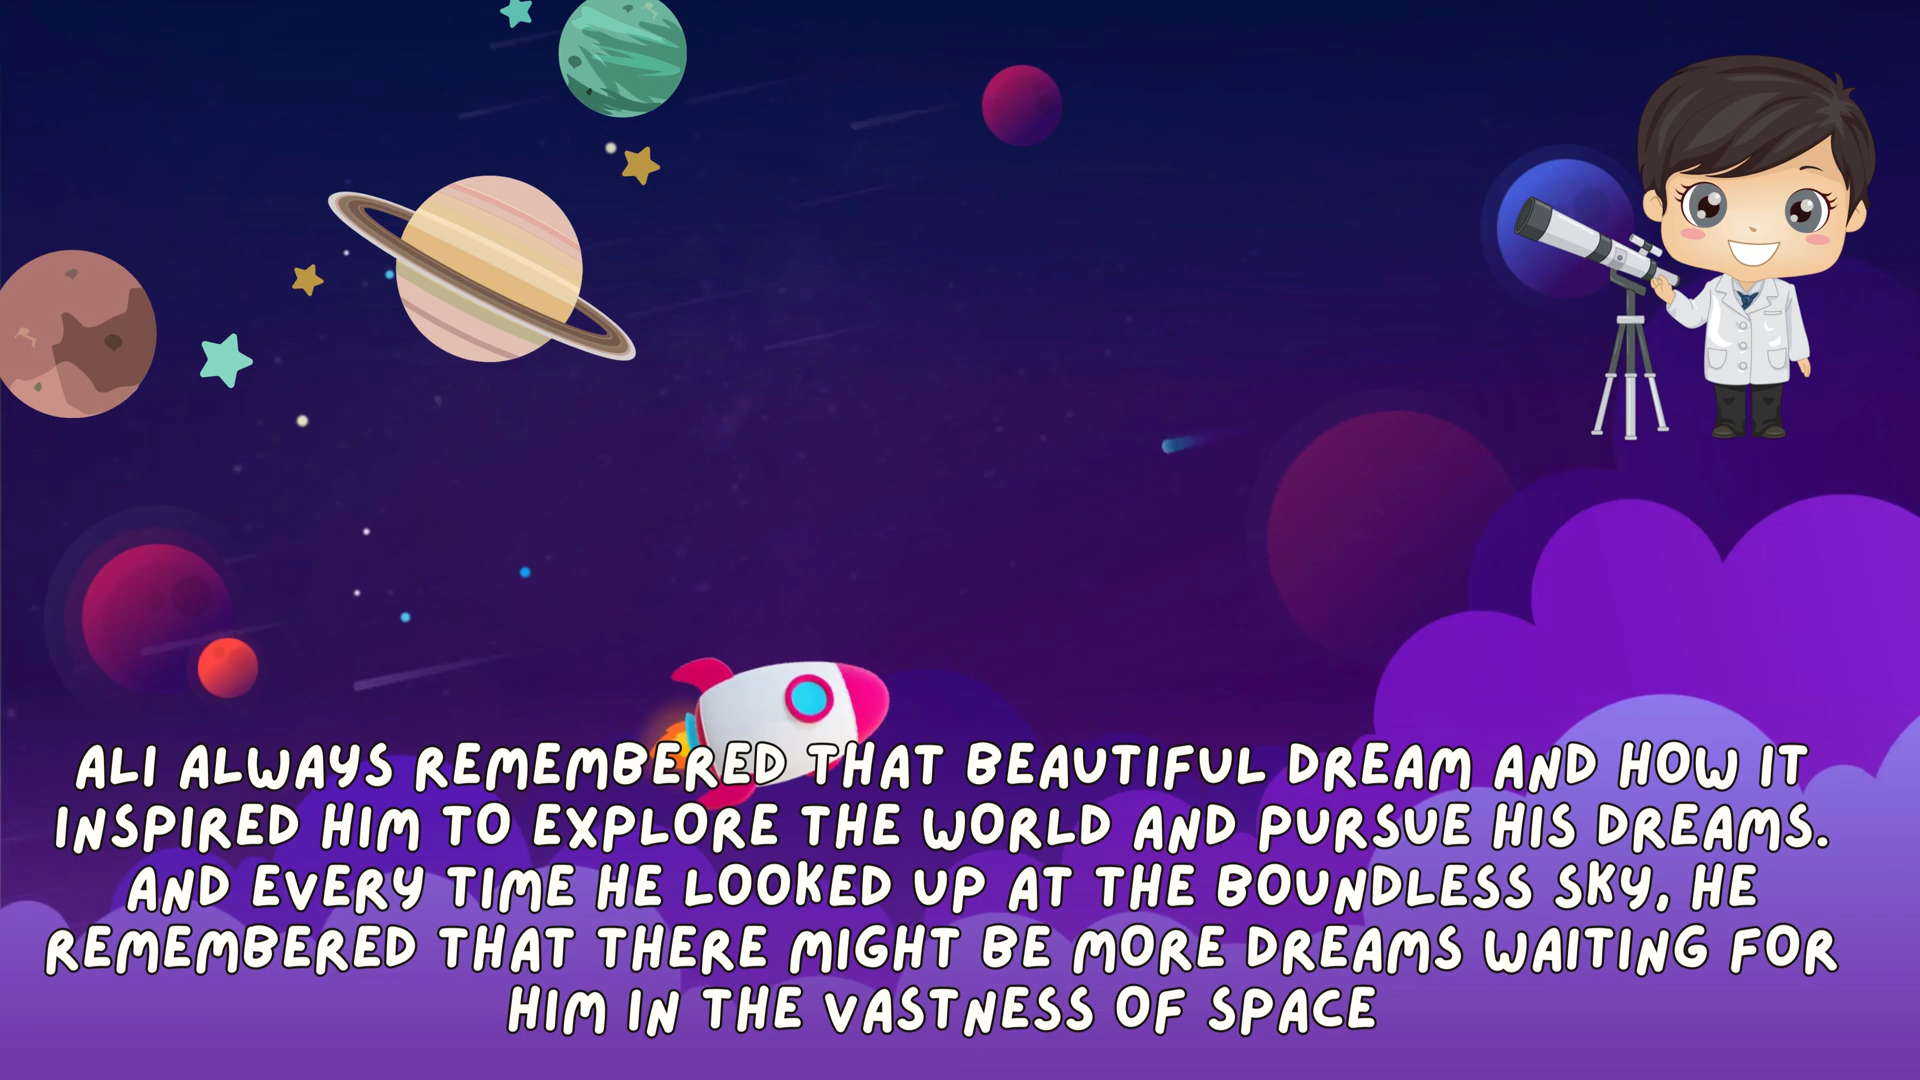 ALI ALWAYS REMEMBERED THAT BEAUTIFUL DREAM AND HOW IT
INSPIRED HIM TO EXPLORE THE WORLD AND PURSUE HIS DREAMS.
AND EVERY TIME HE LOOKED UP AT THE BOUNDLESS SKY, HE
REMEMBERED THAT THERE MIGHT BE MORE DREAMS WAITING FOR
HIM IN THE VASTNESS OF SPACE